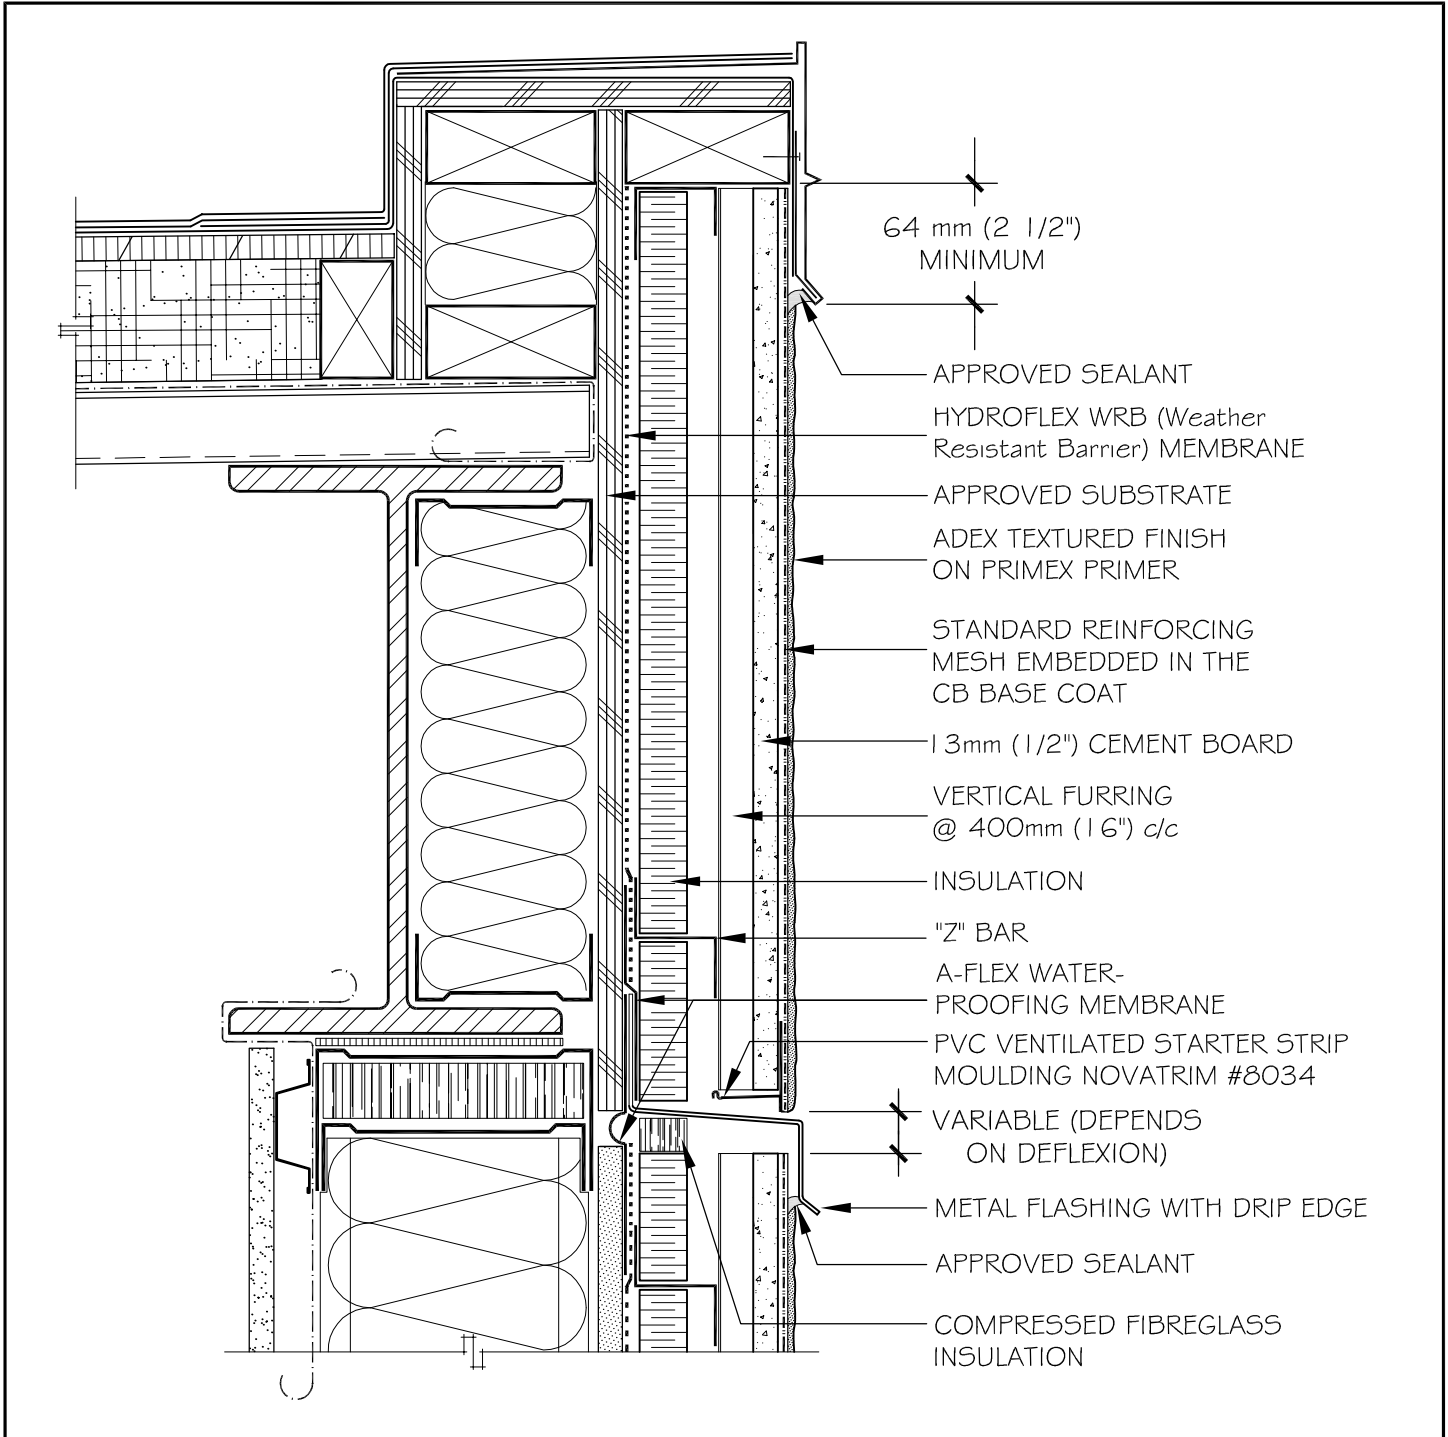 64 mm (2 1/2")
MINIMUM
APPROVED SEALANT
HYDROFLEX WRB (Weather
Resistant Barrier) MEMBRANE
APPROVED SUBSTRATE
ADEX TEXTURED FINISH
ON PRIMEX PRIMER
STANDARD REINFORCING
MESH EMBEDDED IN THE
CB BASE COAT
13mm (1/2") CEMENT BOARD
VERTICAL FURRING
@ 400mm (16") c/c
INSULATION
"Z" BAR
A-FLEX WATER-
PROOFING MEMBRANE
PVC VENTILATED STARTER STRIP
MOULDING NOVATRIM #8034
VARIABLE (DEPENDS
ON DEFLEXION)
METAL FLASHING WITH DRIP EDGE
APPROVED SEALANT
COMPRESSED FIBREGLASS
INSULATION